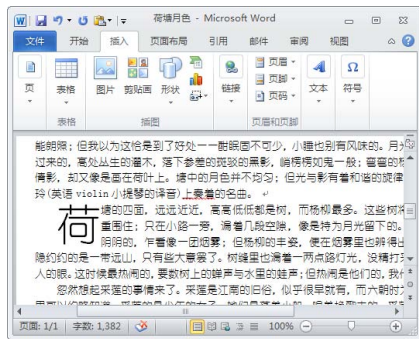 荷塘月色 - Microsoft Word
文件 开始 插入 页面布局 引用 邮件 审阅 视图
页 表格 图片 剪贴画 形状 链接 页眉 页脚 页码 文本 符号
表格 插图 页眉和页脚
能朗照；但我以为这恰是到了好处——酣眠固不可少，小睡也别有风味的。月光
过来的，高处丛生的灌木，落下参差的斑驳的黑影，峭楞楞如鬼一般；弯弯的杨
倩影，却又像是画在荷叶上。塘中的月色并不均匀；但光与影有着和谐的旋律
玲(英语 violin 小提琴的译音)上奏着的名曲。
荷塘的四面，远远近近，高高低低都是树，而杨柳最多。这些树将
重围住；只在小路一旁，漏着几段空隙，像是特为月光留下的。
阴阴的，乍看像一团烟雾；但杨柳的丰姿，便在烟雾里也辨得出
隐约约的是一带远山，只有些大意罢了。树缝里也漏着一两点路灯光，没精打采
人的眼。这时候最热闹的，要数树上的蝉声与水里的蛙声；但热闹是他们的，我什
忽然想起采莲的事情来了。采莲是江南的旧俗，似乎很早就有，而六朝时
页面: 1/1 字数: 1,382 100%